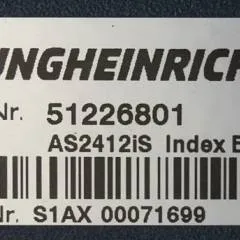 UNGHEINRICH
Nr. 51226801
AS2412iS Index B
Nr. S1AX 00071699